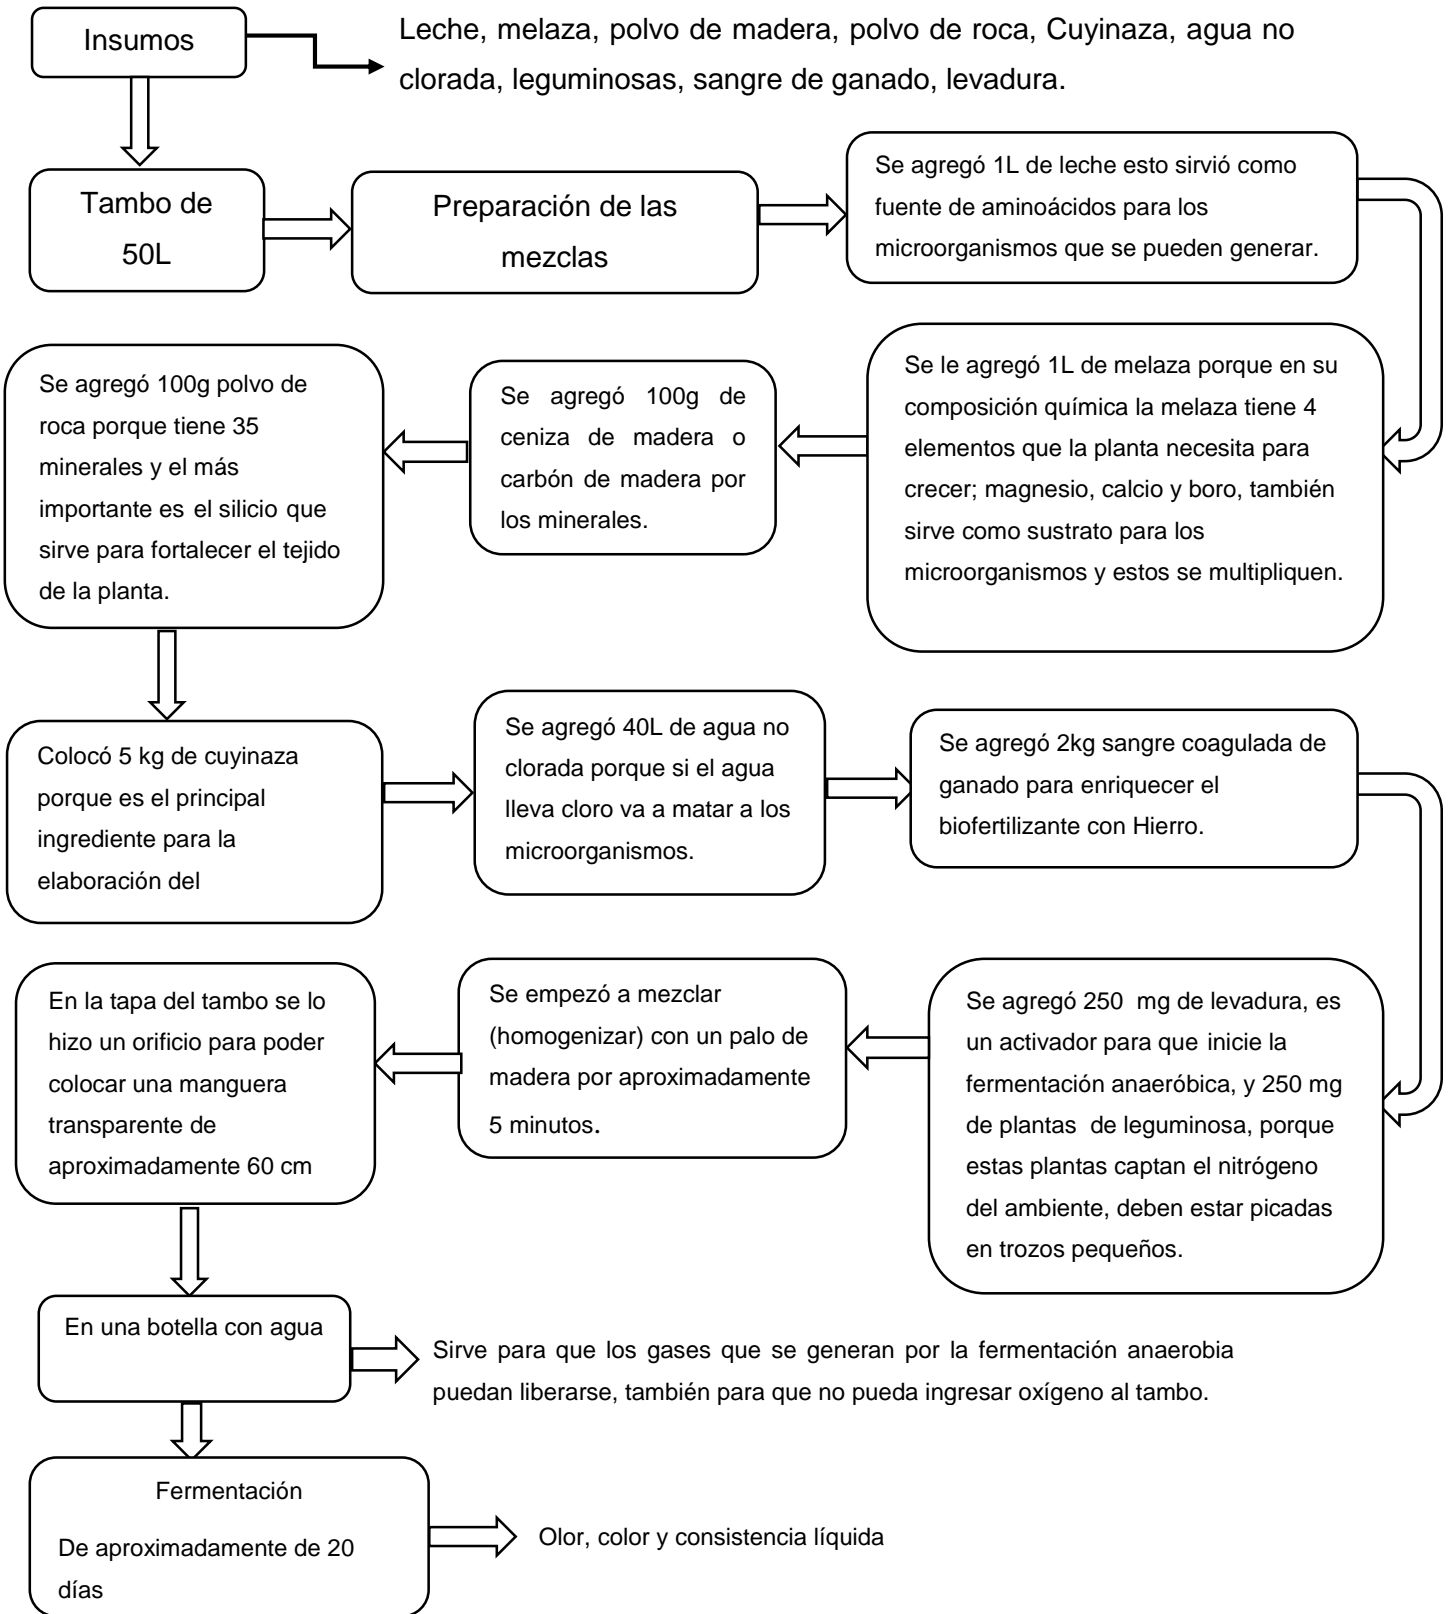 Insumos
Leche, melaza, polvo de madera, polvo de roca, Cuyinaza, agua no
clorada, leguminosas, sangre de ganado, levadura.
Tambo de
50L
Preparación de las
mezclas
Se agregó 1L de leche esto sirvió como
fuente de aminoácidos para los
microorganismos que se pueden generar.
Se le agregó 1L de melaza porque en su
composición química la melaza tiene 4
elementos que la planta necesita para
crecer; magnesio, calcio y boro, también
sirve como sustrato para los
microorganismos y estos se multipliquen.
Se agregó 100g de
ceniza de madera o
carbón de madera por
los minerales.
Se agregó 100g polvo de
roca porque tiene 35
minerales y el más
importante es el silicio que
sirve para fortalecer el tejido
de la planta.
Colocó 5 kg de cuyinaza
porque es el principal
ingrediente para la
elaboración del
Se agregó 40L de agua no
clorada porque si el agua
lleva cloro va a matar a los
microorganismos.
Se agregó 2kg sangre coagulada de
ganado para enriquecer el
biofertilizante con Hierro.
Se agregó 250 mg de levadura, es
un activador para que inicie la
fermentación anaeróbica, y 250 mg
de plantas de leguminosa, porque
estas plantas captan el nitrógeno
del ambiente, deben estar picadas
en trozos pequeños.
Se empezó a mezclar
(homogenizar) con un palo de
madera por aproximadamente
5 minutos.
En la tapa del tambo se lo
hizo un orificio para poder
colocar una manguera
transparente de
aproximadamente 60 cm
En una botella con agua
Sirve para que los gases que se generan por la fermentación anaerobia
puedan liberarse, también para que no pueda ingresar oxígeno al tambo.
Fermentación
De aproximadamente de 20
días
Olor, color y consistencia líquida